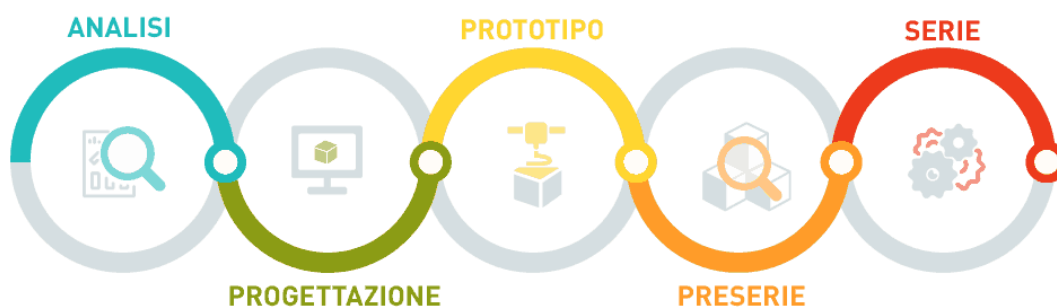 ANALISI
PROGETTAZIONE
PROTOTIPO
PRESERIE
SERIE